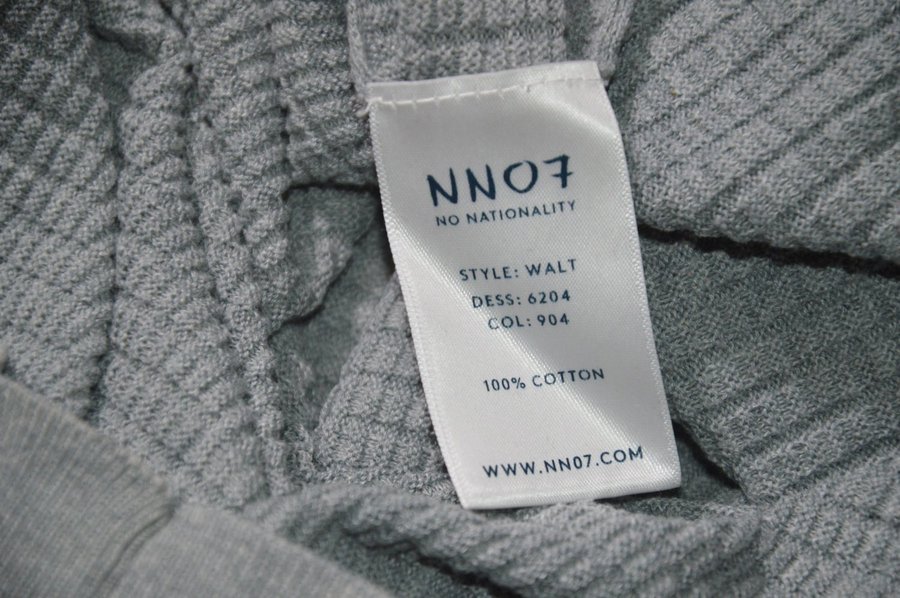 NN07
NO NATIONALITY
STYLE: WALT
DESS: 6204
COL: 904
100% COTTON
WWW.NN07.COM